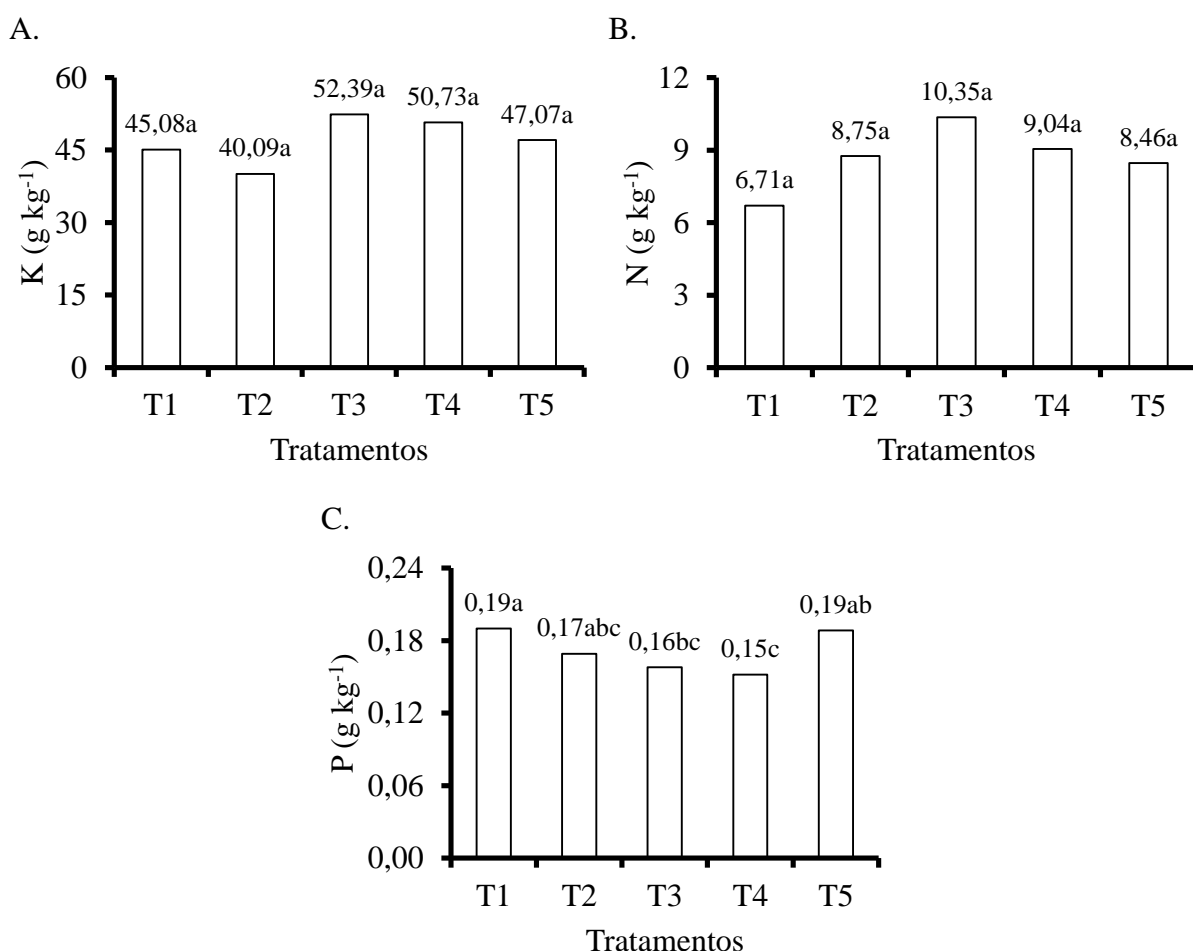 A.
K (g kg-1)
60
45
30
15
0
45,08a
40,09a
52,39a
50,73a
47,07a
T1 T2 T3 T4 T5
Tratamentos
B.
N (g kg-1)
12
9
6
3
0
6,71a
8,75a
10,35a
9,04a
8,46a
T1 T2 T3 T4 T5
Tratamentos
C.
P (g kg-1)
0,24
0,18
0,12
0,06
0,00
0,19a
0,17abc
0,16bc
0,15c
0,19ab
T1 T2 T3 T4 T5
Tratamentos